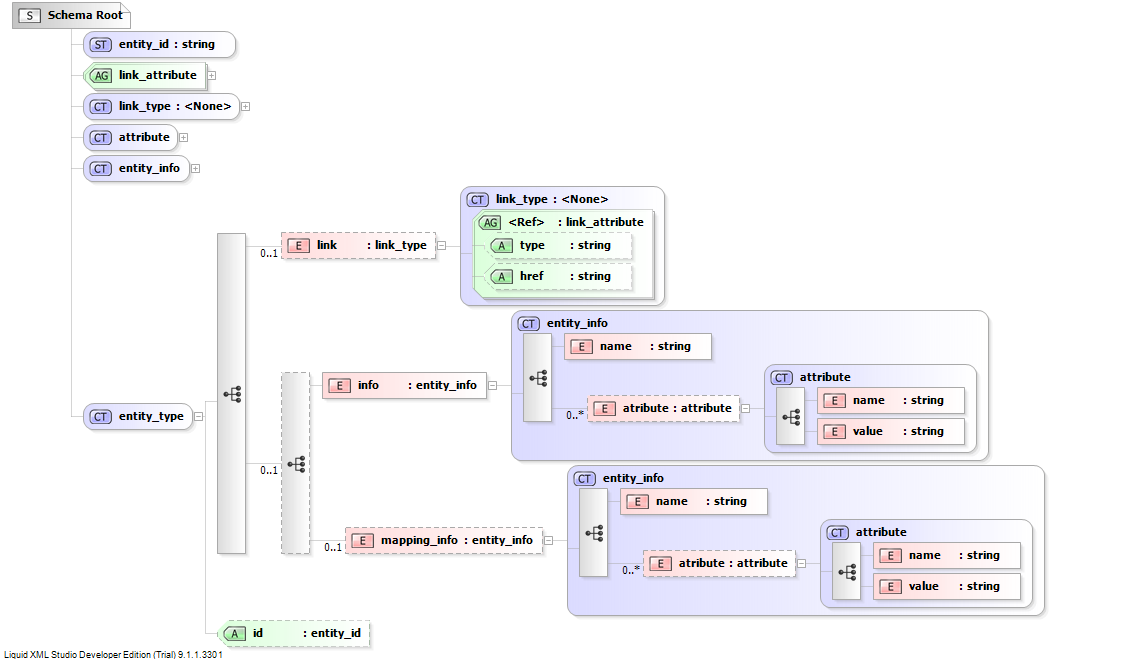 S Schema Root
ST entity_id : string
AG link_attribute
CT link_type : <None>
CT attribute
CT entity_info
CT link_type : <None>
AG <Ref> : link_attribute
0..1 E link : link_type
A type : string
A href : string
CT entity_info
E name : string
CT attribute
0..1 E info : entity_info
0..* E atribute : attribute
E name : string
E value : string
CT entity_type
CT entity_info
E name : string
0..1 E mapping_info : entity_info
CT attribute
0..* E atribute : attribute
E name : string
E value : string
A id : entity_id
Liquid XML Studio Developer Edition (Trial) 9.1.1.3301